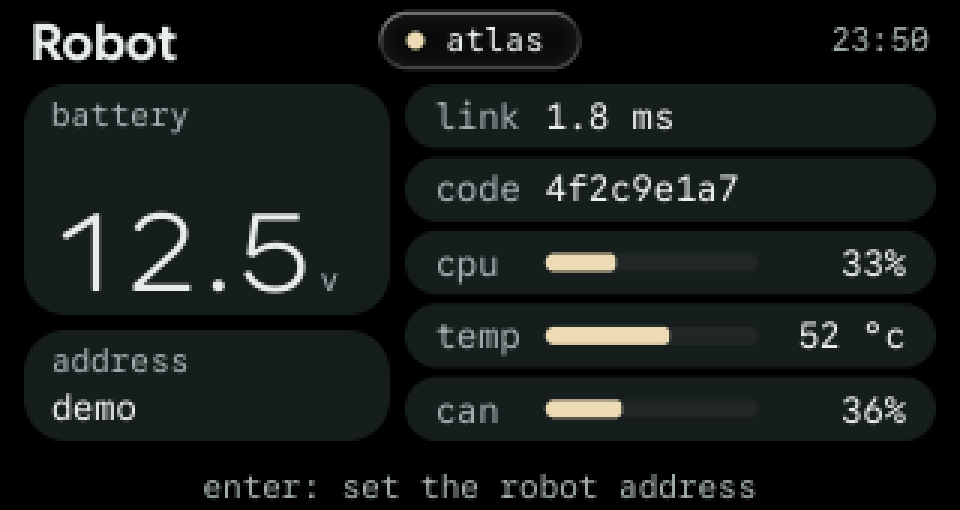 Robot
atlas
23:50
battery
12.5 v
address
demo
link 1.8 ms
code 4f2c9e1a7
cpu 33%
temp 52 °c
can 36%
enter: set the robot address